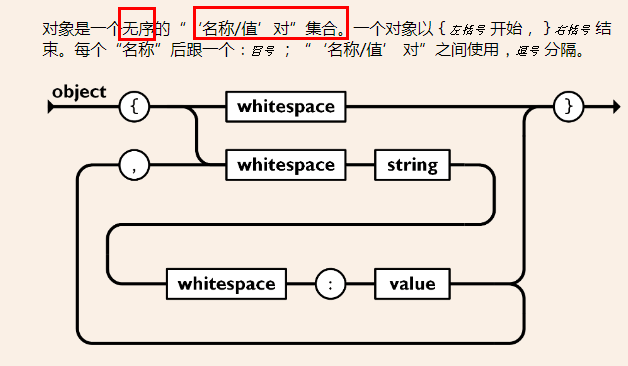 对象是一个无序的“‘名称/值’对”集合。一个对象以 { 左括号 开始， } 右括号 结
束。每个“名称”后跟一个 : 冒号 ；“‘名称/值’ 对”之间使用 , 逗号 分隔。
object
{ whitespace }
, whitespace string
whitespace : value